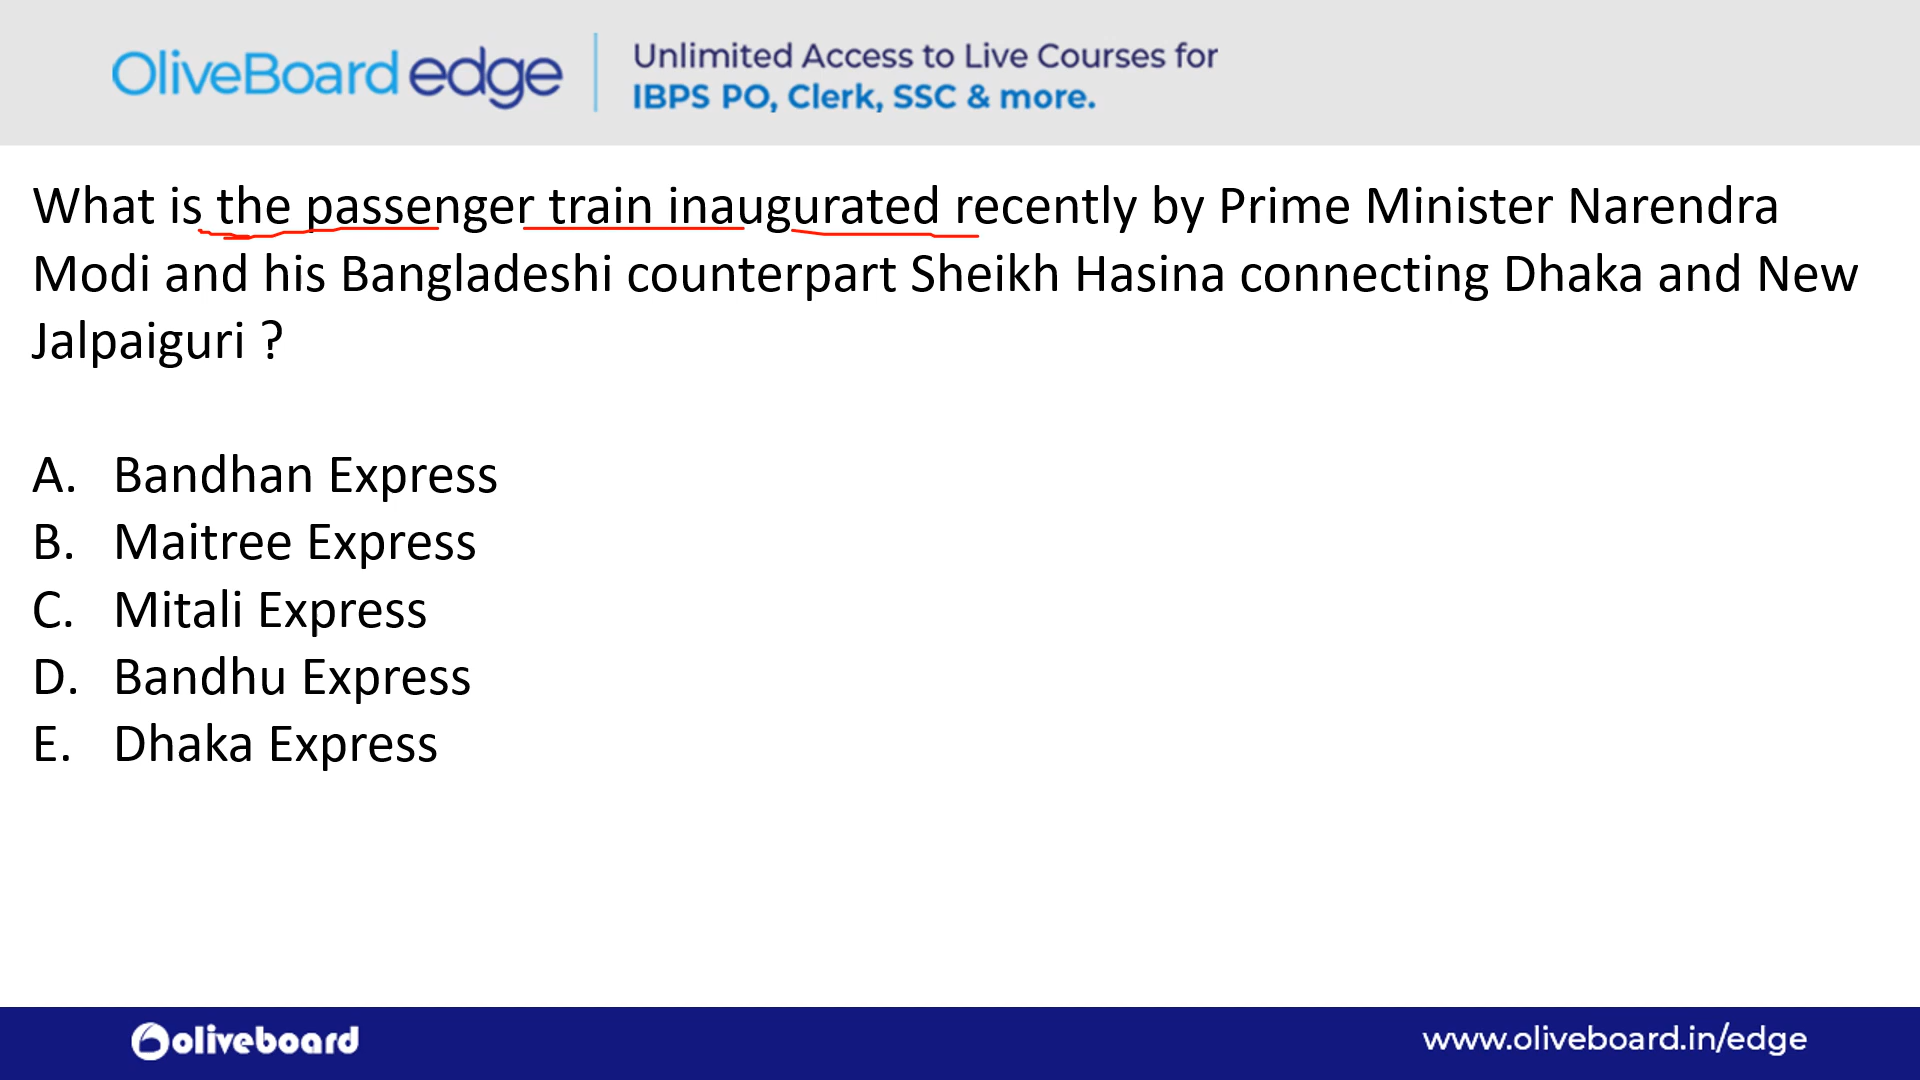 OliveBoard edge
Unlimited Access to Live Courses for
IBPS PO, Clerk, SSC & more.
What is the passenger train inaugurated recently by Prime Minister Narendra
Modi and his Bangladeshi counterpart Sheikh Hasina connecting Dhaka and New
Jalpaiguri ?
A. Bandhan Express
B. Maitree Express
C. Mitali Express
D. Bandhu Express
E. Dhaka Express
oliveboard
www.oliveboard.in/edge